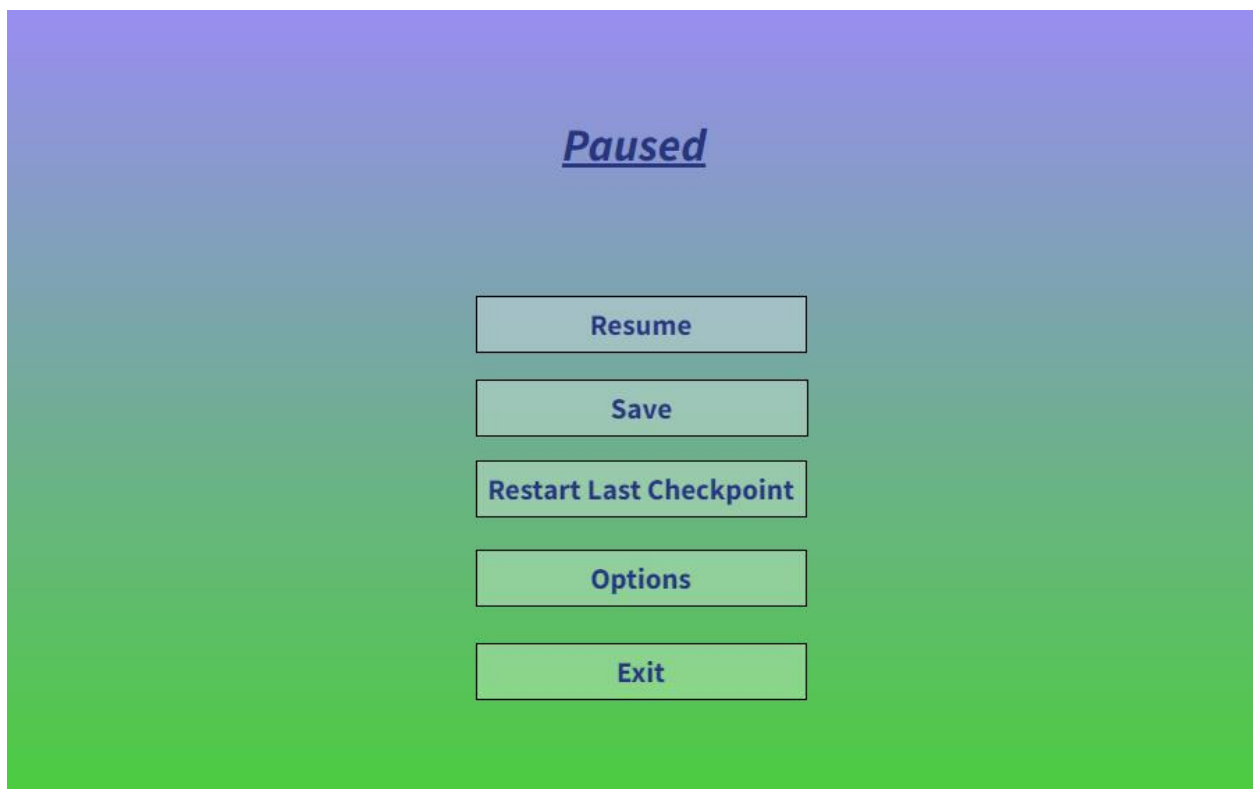 Paused
Resume
Save
Restart Last Checkpoint
Options
Exit